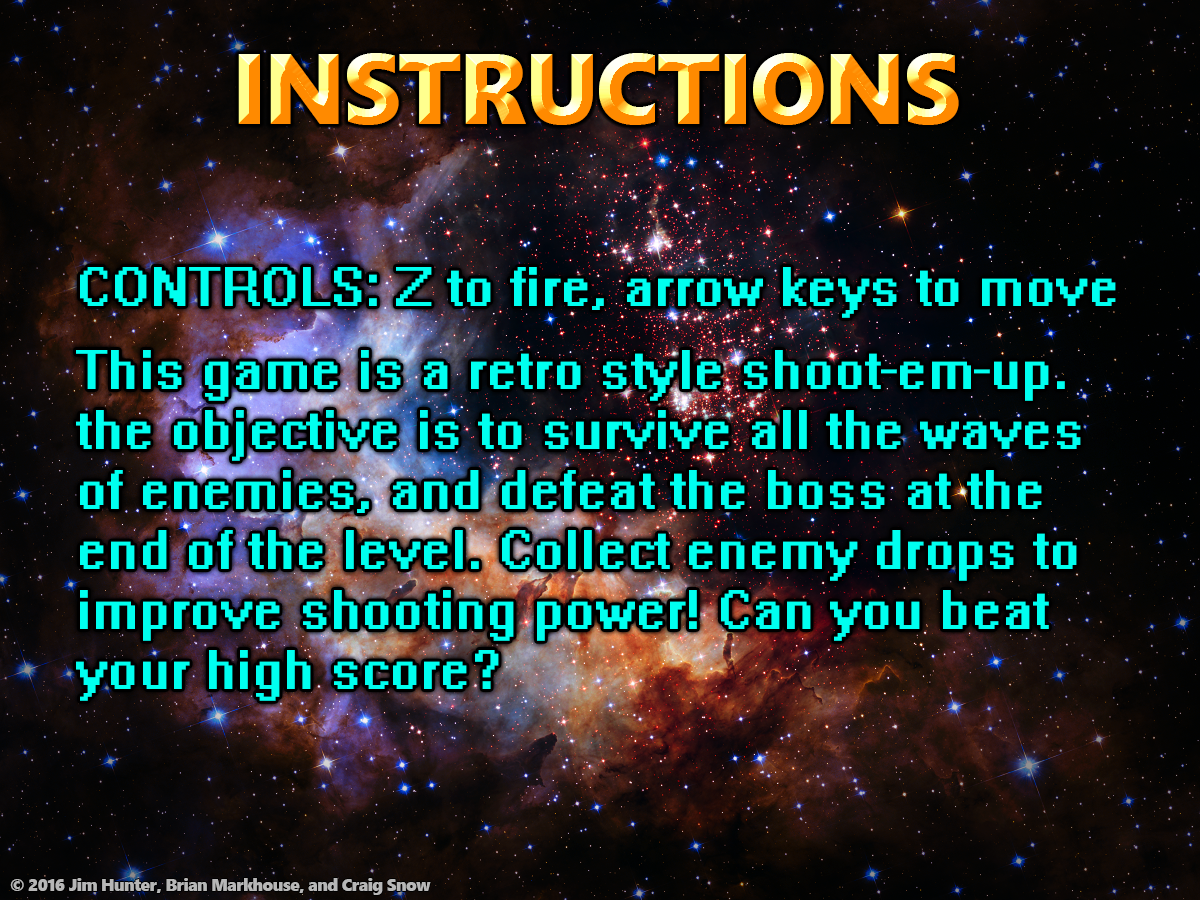 INSTRUCTIONS
CONTROLS: Z to fire, arrow keys to move
This game is a retro style shoot-em-up.
the objective is to survive all the waves
of enemies, and defeat the boss at the
end of the level. Collect enemy drops to
improve shooting power! Can you beat
your high score?
© 2016 Jim Hunter, Brian Markhouse, and Craig Snow